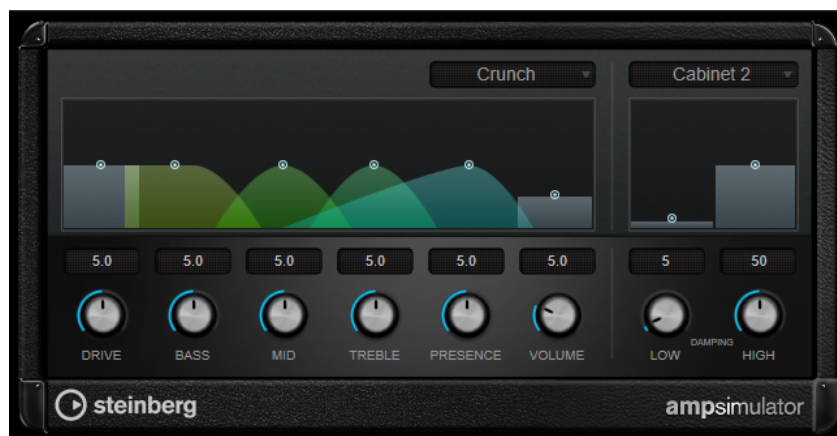 Crunch Cabinet 2
5.0 5.0 5.0 5.0 5.0 5.0 5 50
DAMPING
DRIVE BASS MID TREBLE PRESENCE VOLUME LOW HIGH
steinberg ampsimulator